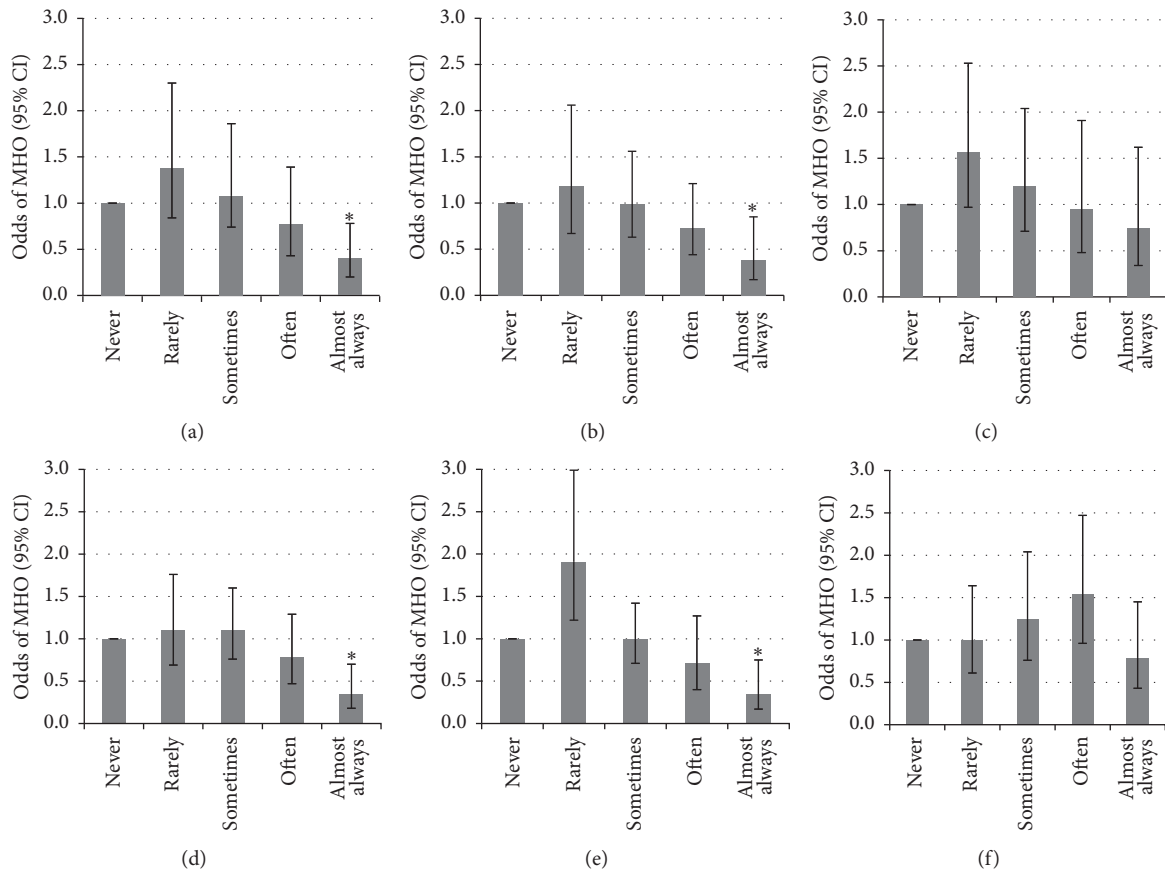 Odds of MHO (95% CI)
3.0
2.5
2.0
1.5
1.0
0.5
0.0
*
Never
Rarely
Sometimes
Often
Almost
always
(a)
Odds of MHO (95% CI)
3.0
2.5
2.0
1.5
1.0
0.5
0.0
*
Never
Rarely
Sometimes
Often
Almost
always
(b)
Odds of MHO (95% CI)
3.0
2.5
2.0
1.5
1.0
0.5
0.0
Never
Rarely
Sometimes
Often
Almost
always
(c)
Odds of MHO (95% CI)
3.0
2.5
2.0
1.5
1.0
0.5
0.0
*
Never
Rarely
Sometimes
Often
Almost
always
(d)
Odds of MHO (95% CI)
3.0
2.5
2.0
1.5
1.0
0.5
0.0
*
Never
Rarely
Sometimes
Often
Almost
always
(e)
Odds of MHO (95% CI)
3.0
2.5
2.0
1.5
1.0
0.5
0.0
Never
Rarely
Sometimes
Often
Almost
always
(f)